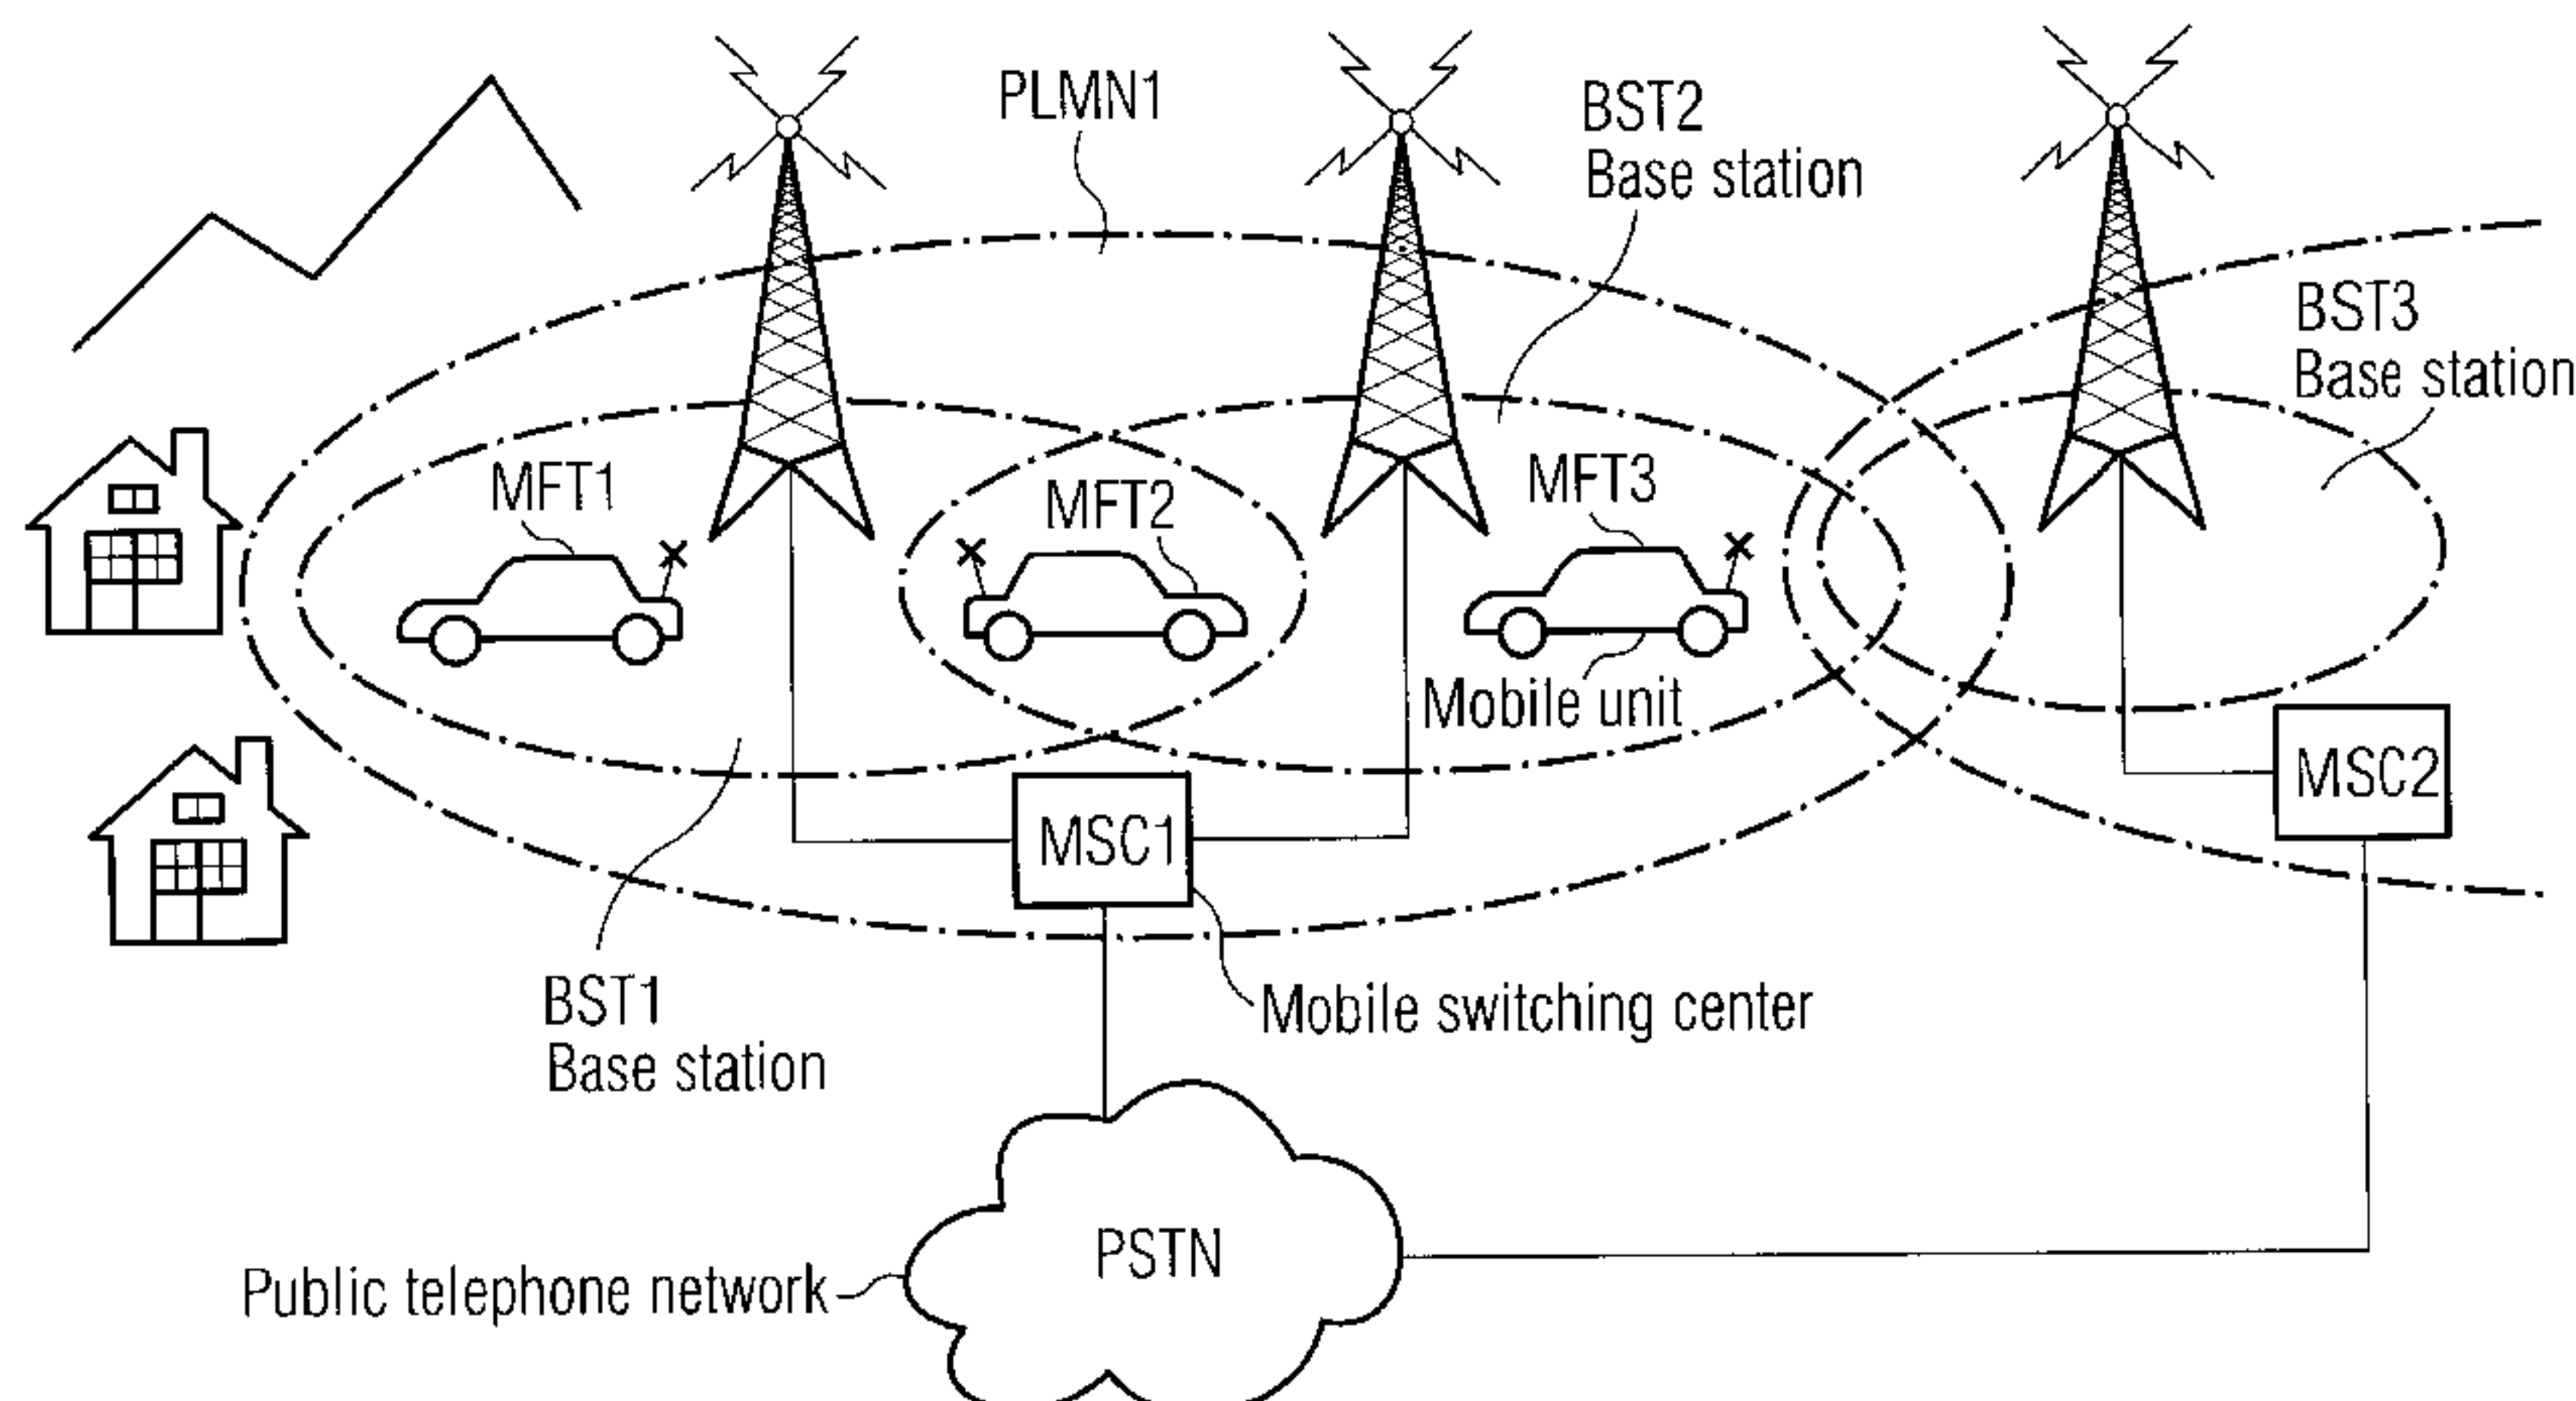 PLMN1
BST2
Base station
BST3
Base station
MFT1
MFT2
MFT3
Mobile unit
MSC1
MSC2
BST1
Base station
Mobile switching center
PSTN
Public telephone network